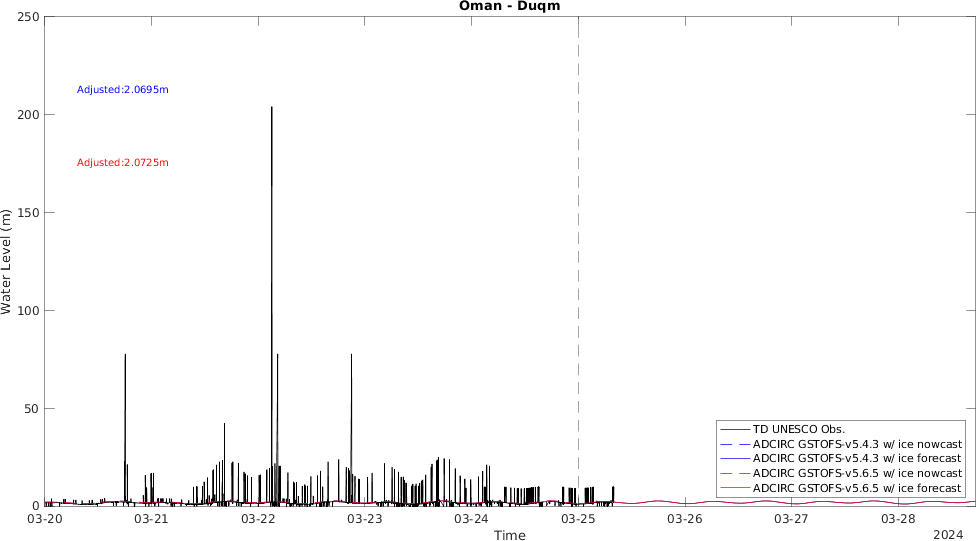 Oman - Duqm
250
200
150
100
50
0
Water Level (m)
Adjusted:2.0695m
Adjusted:2.0725m
TD UNESCO Obs.
ADCIRC GSTOFS-v5.4.3 w/ ice nowcast
ADCIRC GSTOFS-v5.4.3 w/ ice forecast
ADCIRC GSTOFS-v5.6.5 w/ ice nowcast
ADCIRC GSTOFS-v5.6.5 w/ ice forecast
03-20 03-21 03-22 03-23 03-24 03-25 03-26 03-27 03-28
Time
2024